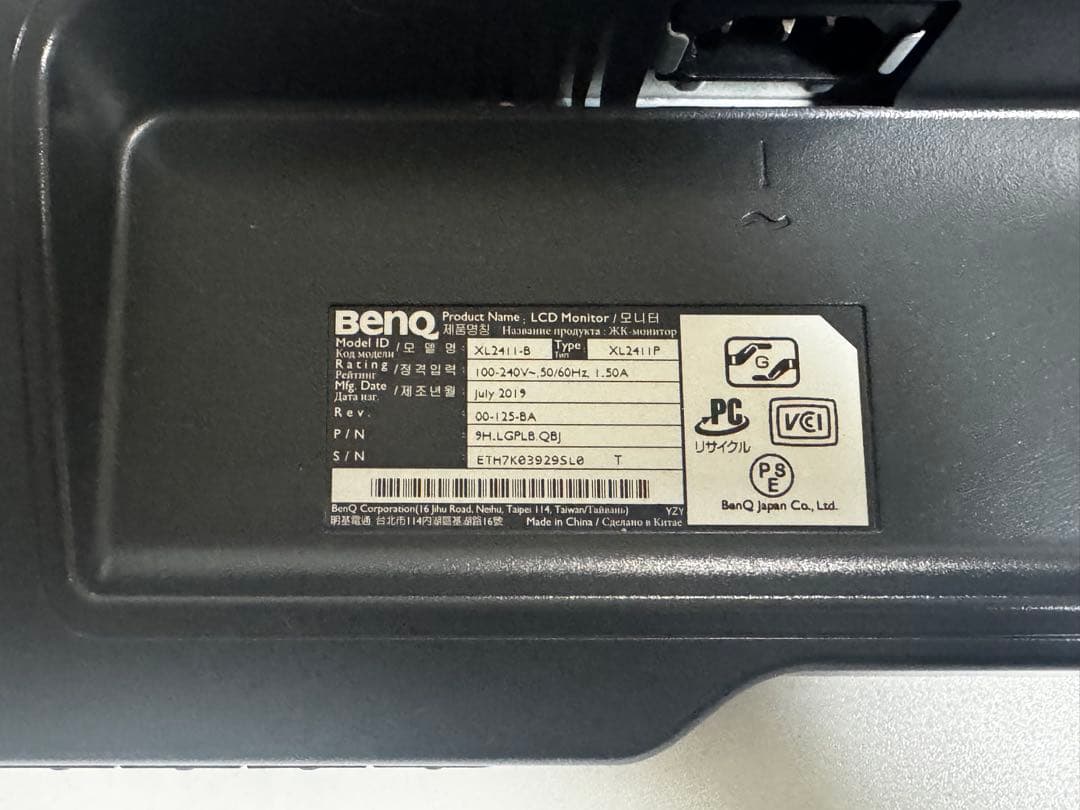 BenQ Product Name : LCD Monitor / 모니터
제품명칭 Название продукта : ЖК-монитор
Model ID / 모 델 명 : XL2411-B Type XL2411P
Код модели Тип
Rating / 정격입력 : 100-240V~,50/60Hz, 1.50A
Рейтинг
Mfg. Date / 제조년월 : July 2019
Дата изг.
Rev. : 00-125-BA
P/N : 9H.LGPLB.QBJ
S/N : ETH7K03929SL0 T
BenQ Corporation(16 Jihu Road, Neihu, Taipei 114, Taiwan/Тайвань) YZY
明基電通 台北市114內湖區基湖路16號 Made in China / Сделано в Китае
G
PC
リサイクル
VCCI
PSE
BenQ Japan Co., Ltd.